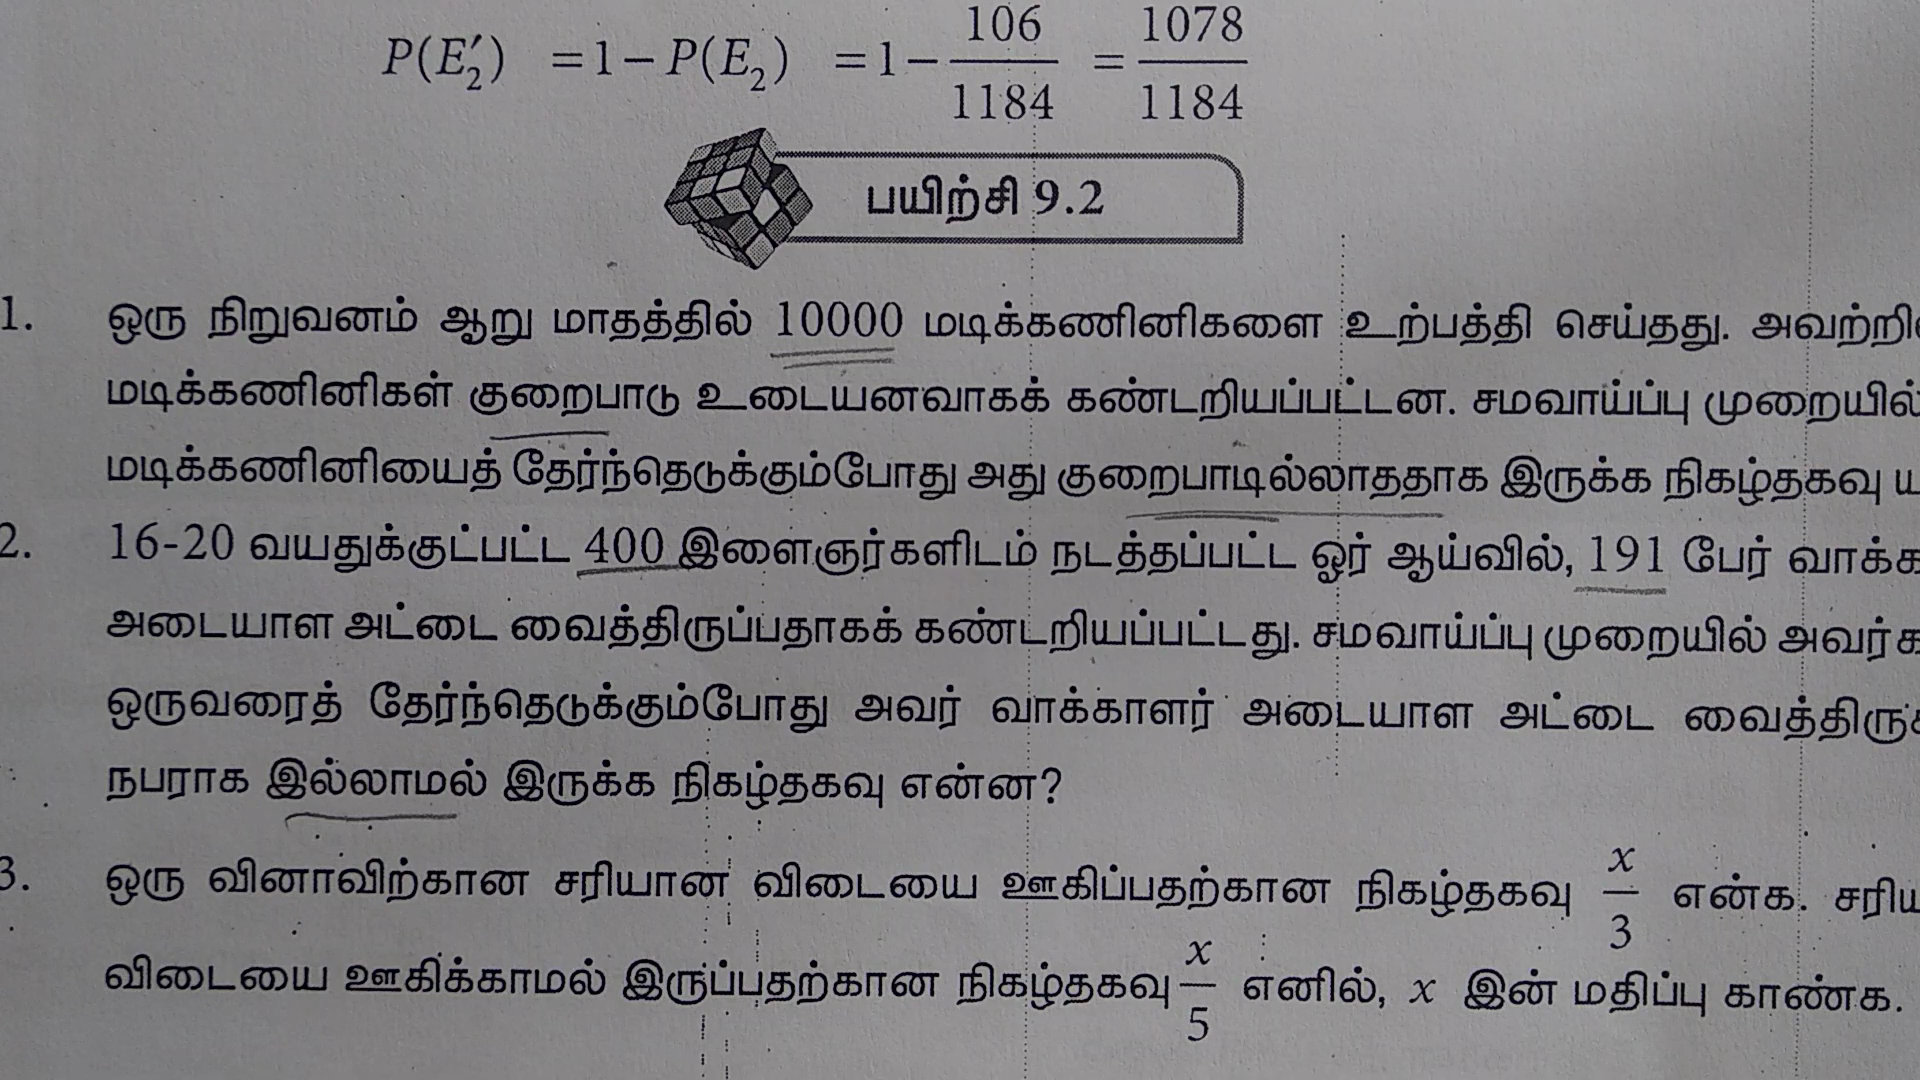 P(E₂′) = 1 − P(E₂) = 1 − 106/1184 = 1078/1184
பயிற்சி 9.2
1. ஒரு நிறுவனம் ஆறு மாதத்தில் 10000 மடிக்கணினிகளை உற்பத்தி செய்தது.
மடிக்கணினிகள் குறைபாடு உடையனவாகக் கண்டறியப்பட்டன. சமவாய்ப்பு முறையில்
மடிக்கணினியைத் தேர்ந்தெடுக்கும்போது அது குறைபாடில்லாததாக இருக்க நிகழ்தகவு
2. 16-20 வயதுக்குட்பட்ட 400 இளைஞர்களிடம் நடத்தப்பட்ட ஓர் ஆய்வில், 191 பேர்
அடையாள அட்டை வைத்திருப்பதாகக் கண்டறியப்பட்டது. சமவாய்ப்பு முறையில்
ஒருவரைத் தேர்ந்தெடுக்கும்போது அவர் வாக்காளர் அடையாள அட்டை
நபராக இல்லாமல் இருக்க நிகழ்தகவு என்ன?
3. ஒரு வினாவிற்கான சரியான விடையை ஊகிப்பதற்கான நிகழ்தகவு x/3 என்க.
விடையை ஊகிக்காமல் இருப்பதற்கான நிகழ்தகவு x/5 எனில், x இன் மதிப்பு காண்க.